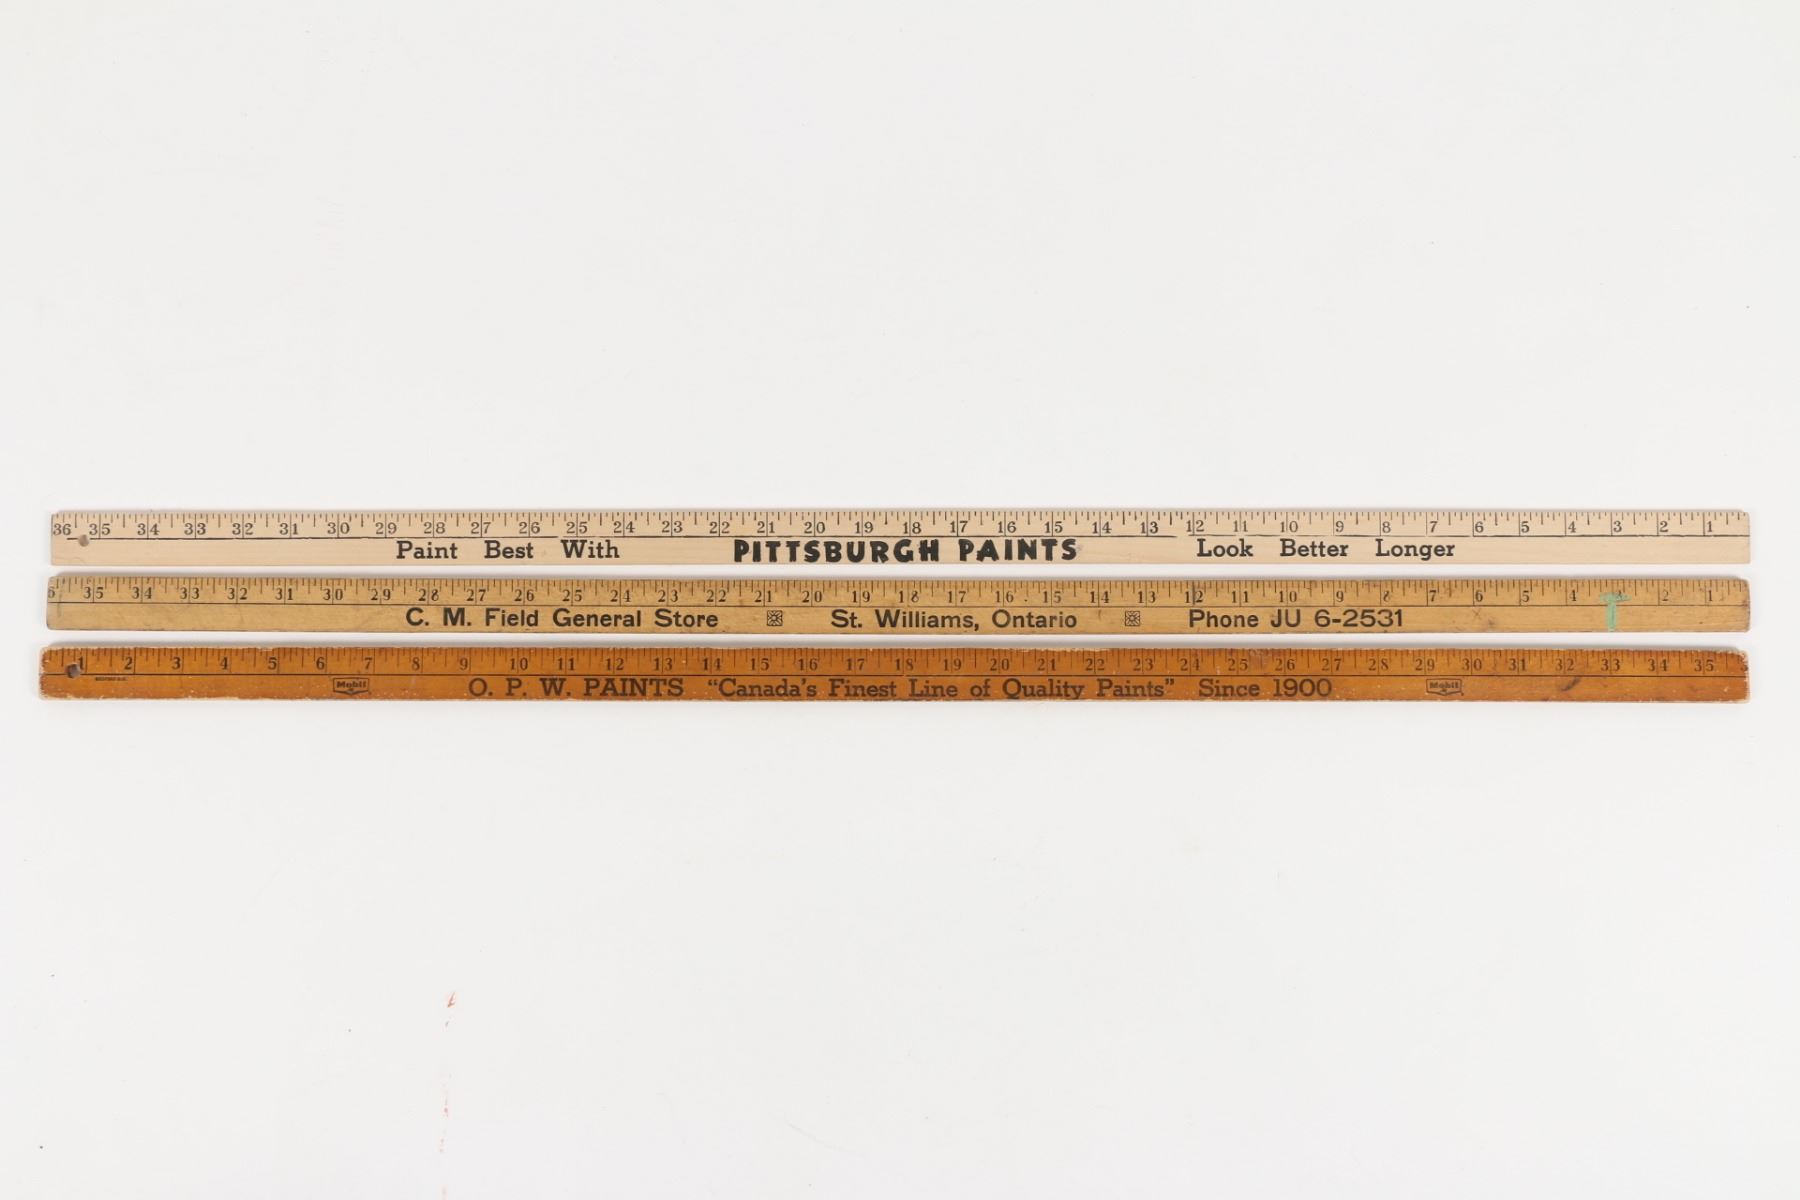 36 35 34 33 32 31 30 29 28 27 26 25 24 23 22 21 20 19 18 17 16 15 14 13 12 11 10 9 8 7 6 5 4 3 2 1
Paint Best With PITTSBURGH PAINTS Look Better Longer
6 35 34 33 32 31 30 29 28 27 26 25 24 23 22 21 20 19 18 17 16 15 14 13 12 11 10 9 8 7 6 5 4 2 1
C. M. Field General Store St. Williams, Ontario Phone JU 6-2531
1 2 3 4 5 6 7 8 9 10 11 12 13 14 15 16 17 18 19 20 21 22 23 24 25 26 27 28 29 30 31 32 33 34 35
Mobil O. P. W. PAINTS “Canada's Finest Line of Quality Paints” Since 1900 Mobil